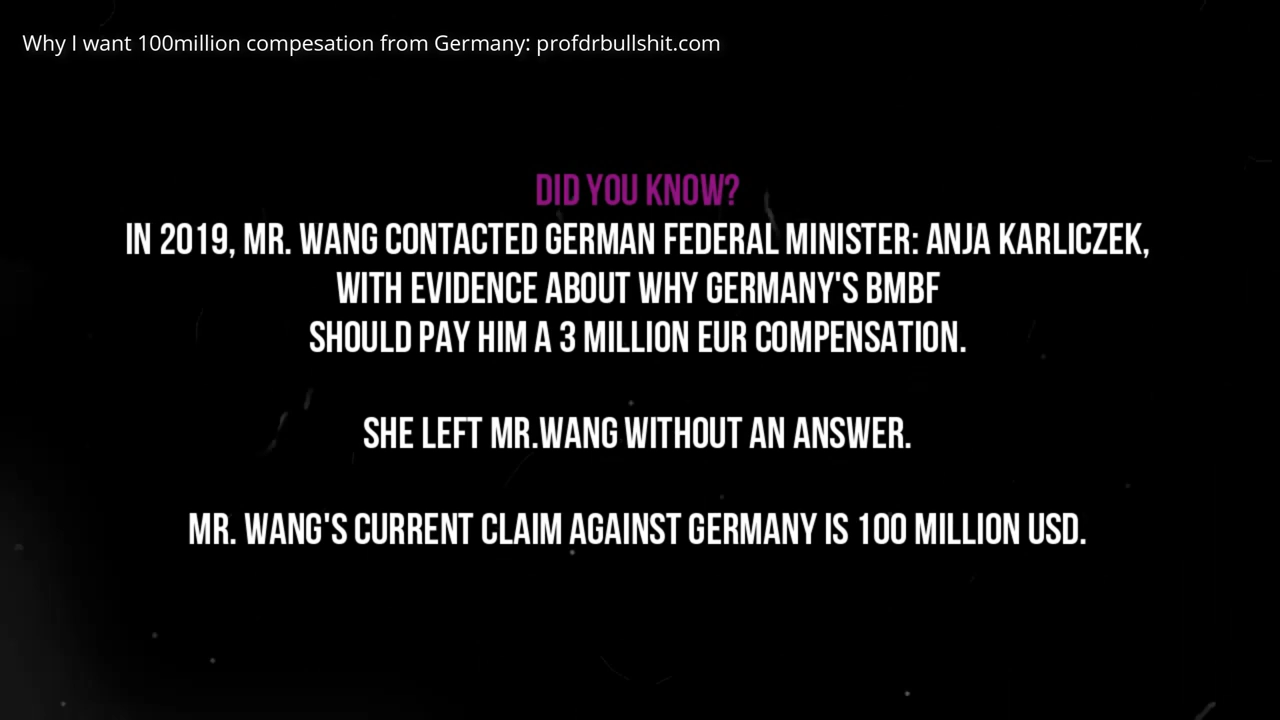 Why I want 100million compesation from Germany: profdrbullshit.com
DID YOU KNOW?
IN 2019, MR. WANG CONTACTED GERMAN FEDERAL MINISTER: ANJA KARLICZEK,
WITH EVIDENCE ABOUT WHY GERMANY'S BMBF
SHOULD PAY HIM A 3 MILLION EUR COMPENSATION.
SHE LEFT MR.WANG WITHOUT AN ANSWER.
MR. WANG'S CURRENT CLAIM AGAINST GERMANY IS 100 MILLION USD.